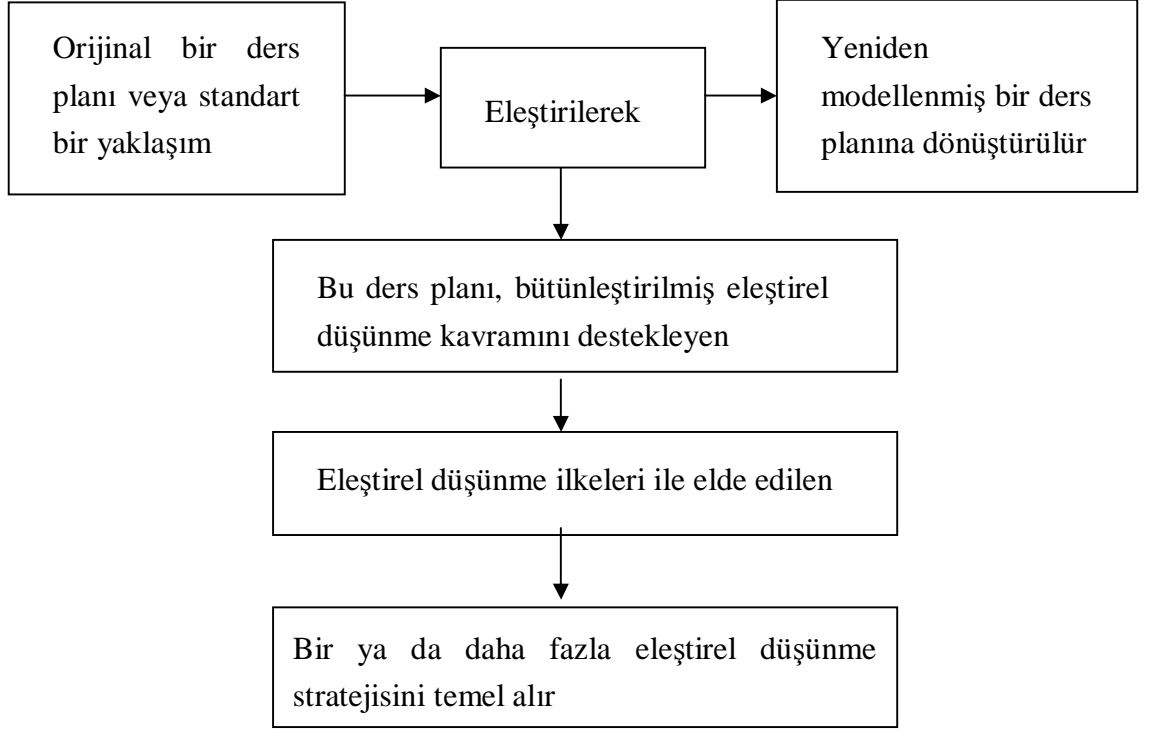 Orijinal bir ders
planı veya standart
bir yaklaşım
Eleştirilerek
Yeniden
modellenmiş bir ders
planına dönüştürülür
Bu ders planı, bütünleştirilmiş eleştirel
düşünme kavramını destekleyen
Eleştirel düşünme ilkeleri ile elde edilen
Bir ya da daha fazla eleştirel düşünme
stratejisini temel alır